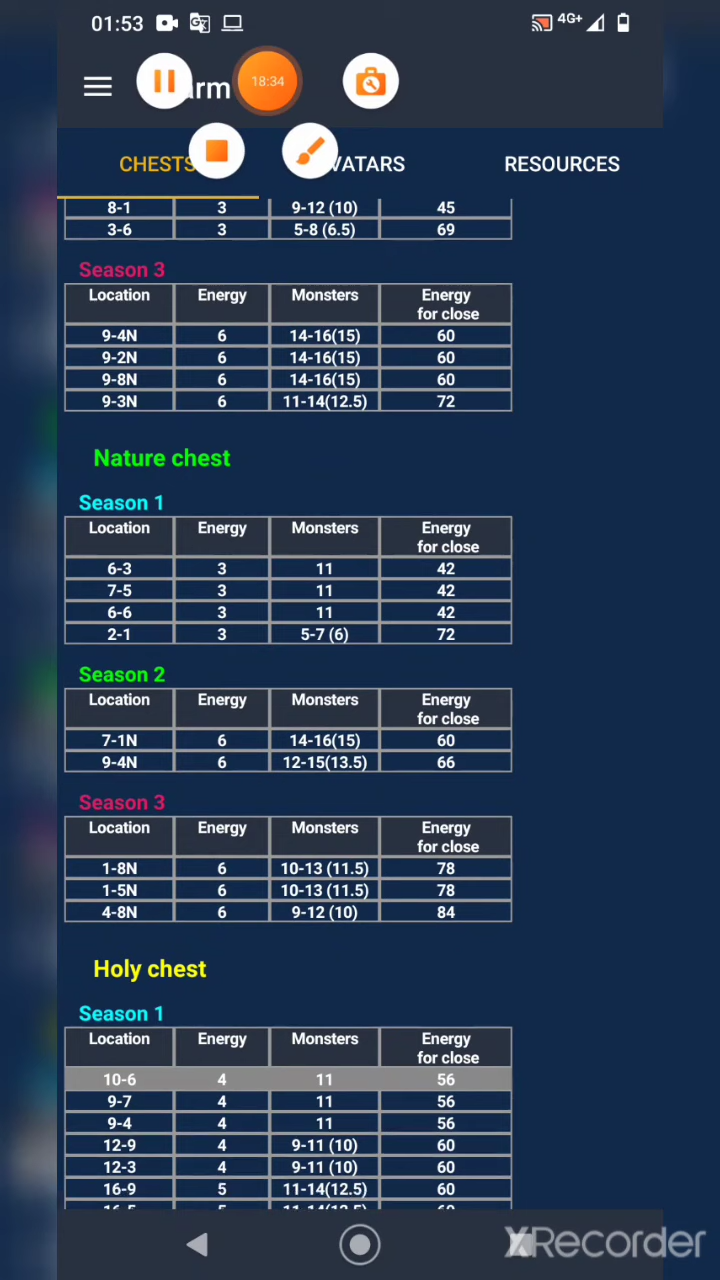 01:53 4G+
arm 18:34
CHESTS VATARS RESOURCES
8-1 3 9-12 (10) 45
3-6 3 5-8 (6.5) 69
Season 3
Location Energy Monsters Energy for close
9-4N 6 14-16(15) 60
9-2N 6 14-16(15) 60
9-8N 6 14-16(15) 60
9-3N 6 11-14(12.5) 72
Nature chest
Season 1
Location Energy Monsters Energy for close
6-3 3 11 42
7-5 3 11 42
6-6 3 11 42
2-1 3 5-7 (6) 72
Season 2
Location Energy Monsters Energy for close
7-1N 6 14-16(15) 60
9-4N 6 12-15(13.5) 66
Season 3
Location Energy Monsters Energy for close
1-8N 6 10-13 (11.5) 78
1-5N 6 10-13 (11.5) 78
4-8N 6 9-12 (10) 84
Holy chest
Season 1
Location Energy Monsters Energy for close
10-6 4 11 56
9-7 4 11 56
9-4 4 11 56
12-9 4 9-11 (10) 60
12-3 4 9-11 (10) 60
16-9 5 11-14(12.5) 60
XRecorder